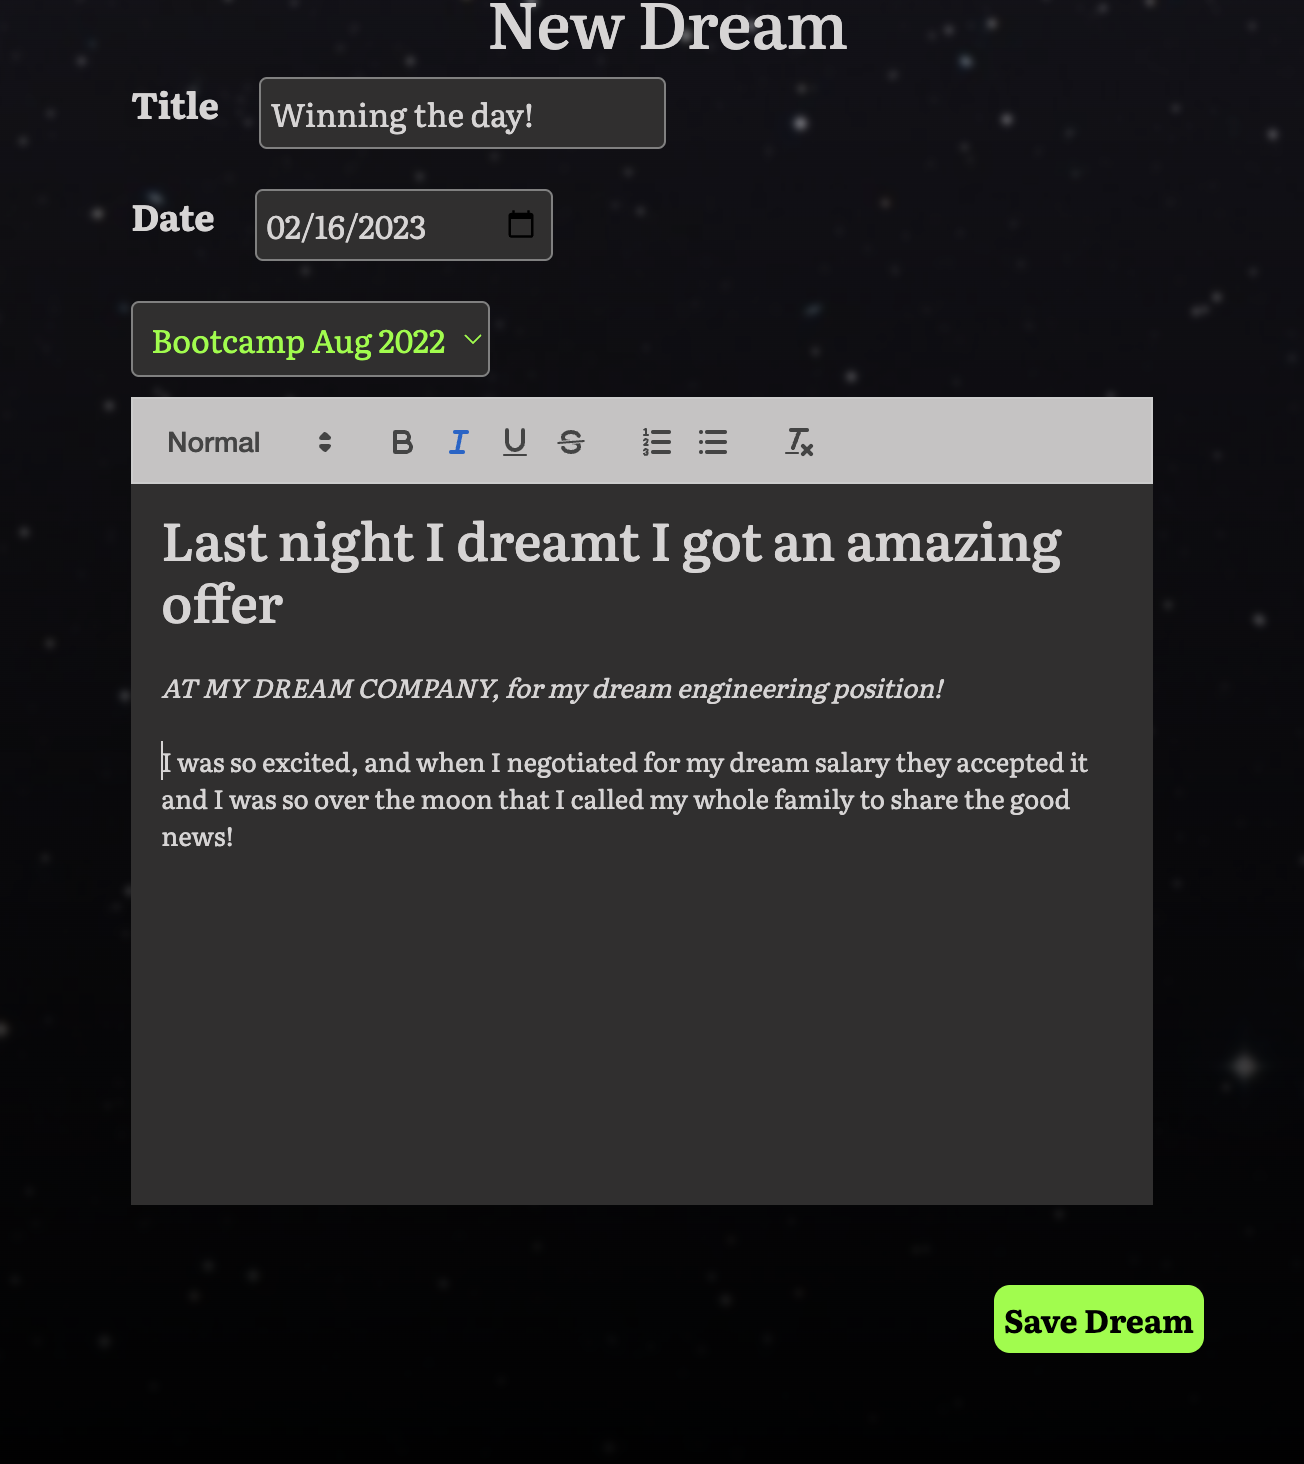 New Dream
Title
Winning the day!
Date
02/16/2023
Bootcamp Aug 2022
Normal
B I U S
Last night I dreamt I got an amazing
offer
AT MY DREAM COMPANY, for my dream engineering position!
I was so excited, and when I negotiated for my dream salary they accepted it
and I was so over the moon that I called my whole family to share the good
news!
Save Dream